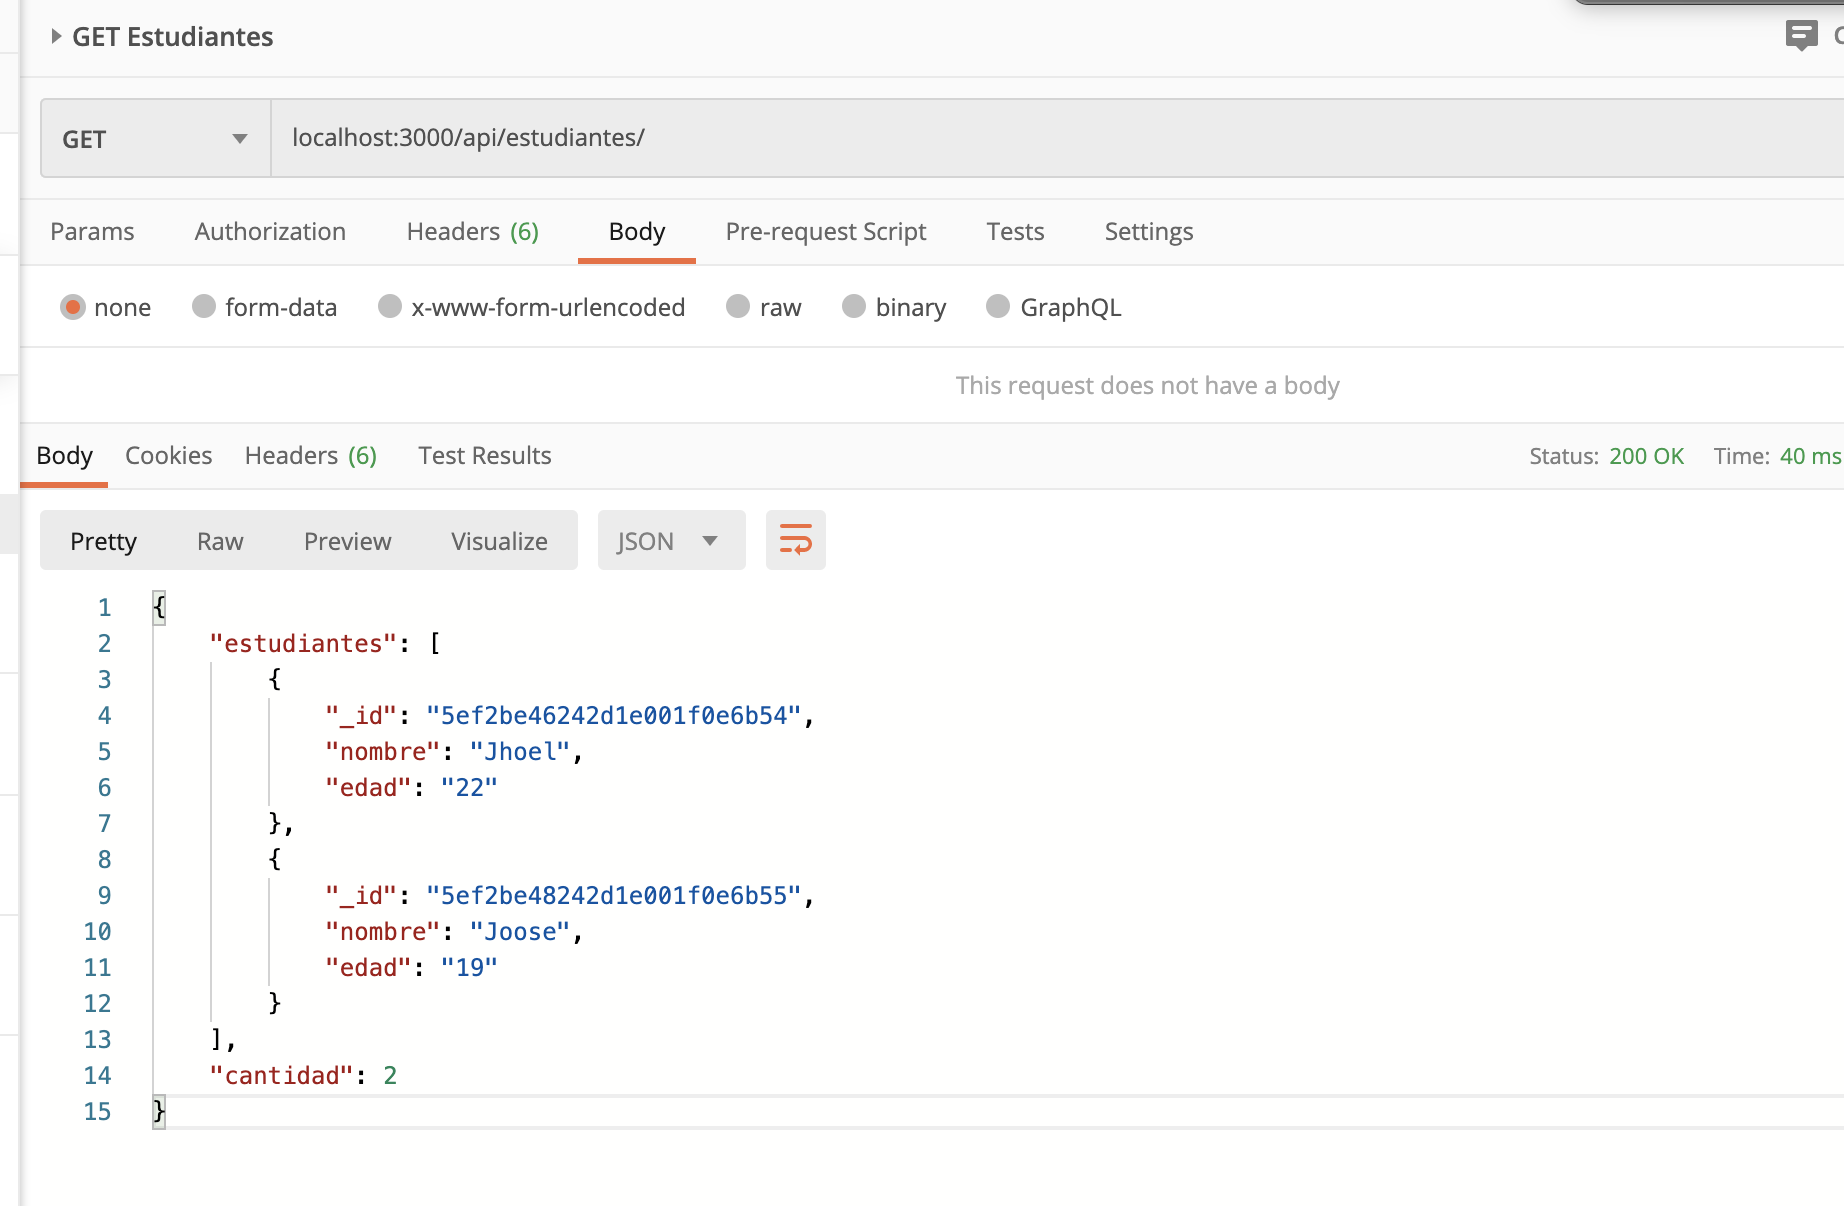 GET Estudiantes
GET localhost:3000/api/estudiantes/
Params Authorization Headers (6) Body Pre-request Script Tests Settings
none form-data x-www-form-urlencoded raw binary GraphQL
This request does not have a body
Body Cookies Headers (6) Test Results Status: 200 OK Time: 40 ms
Pretty Raw Preview Visualize JSON
1 {
2     "estudiantes": [
3         {
4             "_id": "5ef2be46242d1e001f0e6b54",
5             "nombre": "Jhoel",
6             "edad": "22"
7         },
8         {
9             "_id": "5ef2be48242d1e001f0e6b55",
10             "nombre": "Joose",
11             "edad": "19"
12         }
13     ],
14     "cantidad": 2
15 }